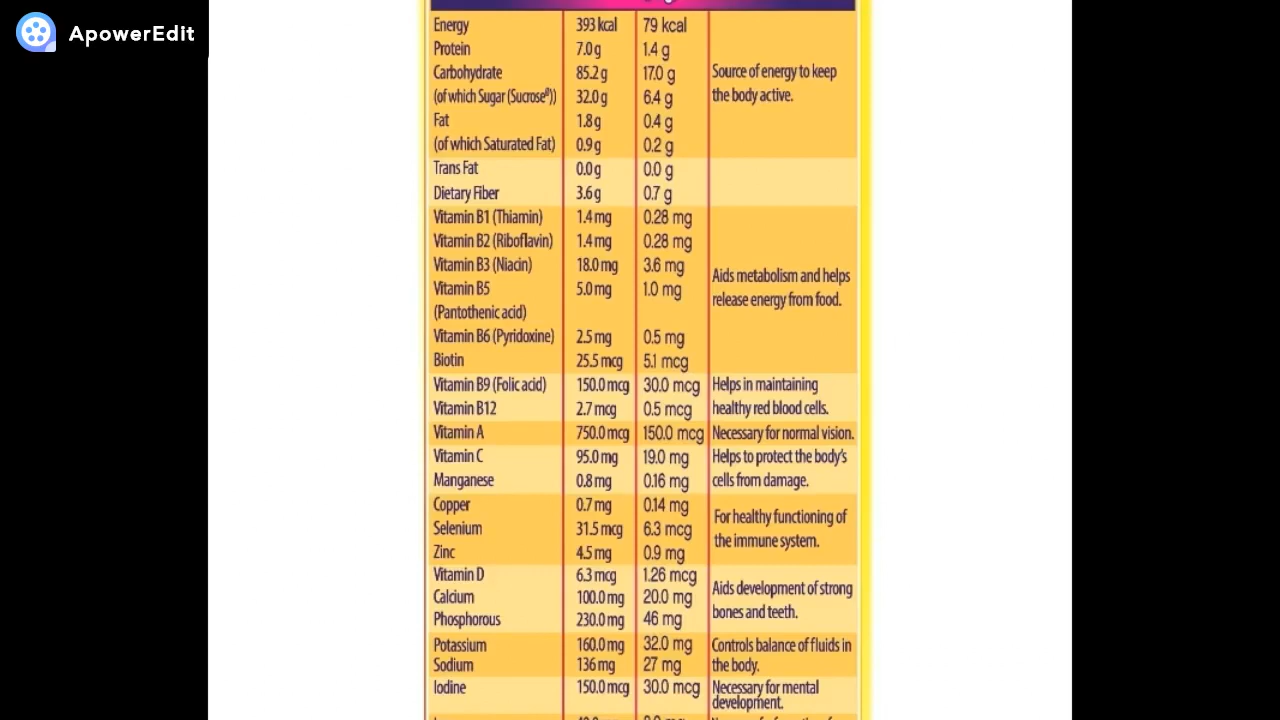 ApowerEdit
Energy 393 kcal 79 kcal
Protein 7.0 g 1.4 g
Carbohydrate 85.2 g 17.0 g Source of energy to keep
(of which Sugar (Sucrose#)) 32.0 g 6.4 g the body active.
Fat 1.8 g 0.4 g
(of which Saturated Fat) 0.9 g 0.2 g
Trans Fat 0.0 g 0.0 g
Dietary Fiber 3.6 g 0.7 g
Vitamin B1 (Thiamin) 1.4 mg 0.28 mg
Vitamin B2 (Riboflavin) 1.4 mg 0.28 mg
Vitamin B3 (Niacin) 18.0 mg 3.6 mg Aids metabolism and helps
Vitamin B5 5.0 mg 1.0 mg release energy from food.
(Pantothenic acid)
Vitamin B6 (Pyridoxine) 2.5 mg 0.5 mg
Biotin 25.5 mcg 5.1 mcg
Vitamin B9 (Folic acid) 150.0 mcg 30.0 mcg Helps in maintaining
Vitamin B12 2.7 mcg 0.5 mcg healthy red blood cells.
Vitamin A 750.0 mcg 150.0 mcg Necessary for normal vision.
Vitamin C 95.0 mg 19.0 mg Helps to protect the body's
Manganese 0.8 mg 0.16 mg cells from damage.
Copper 0.7 mg 0.14 mg For healthy functioning of
Selenium 31.5 mcg 6.3 mcg the immune system.
Zinc 4.5 mg 0.9 mg
Vitamin D 6.3 mcg 1.26 mcg Aids development of strong
Calcium 100.0 mg 20.0 mg bones and teeth.
Phosphorous 230.0 mg 46 mg
Potassium 160.0 mg 32.0 mg Controls balance of fluids in
Sodium 136 mg 27 mg the body.
Iodine 150.0 mcg 30.0 mcg Necessary for mental
development.